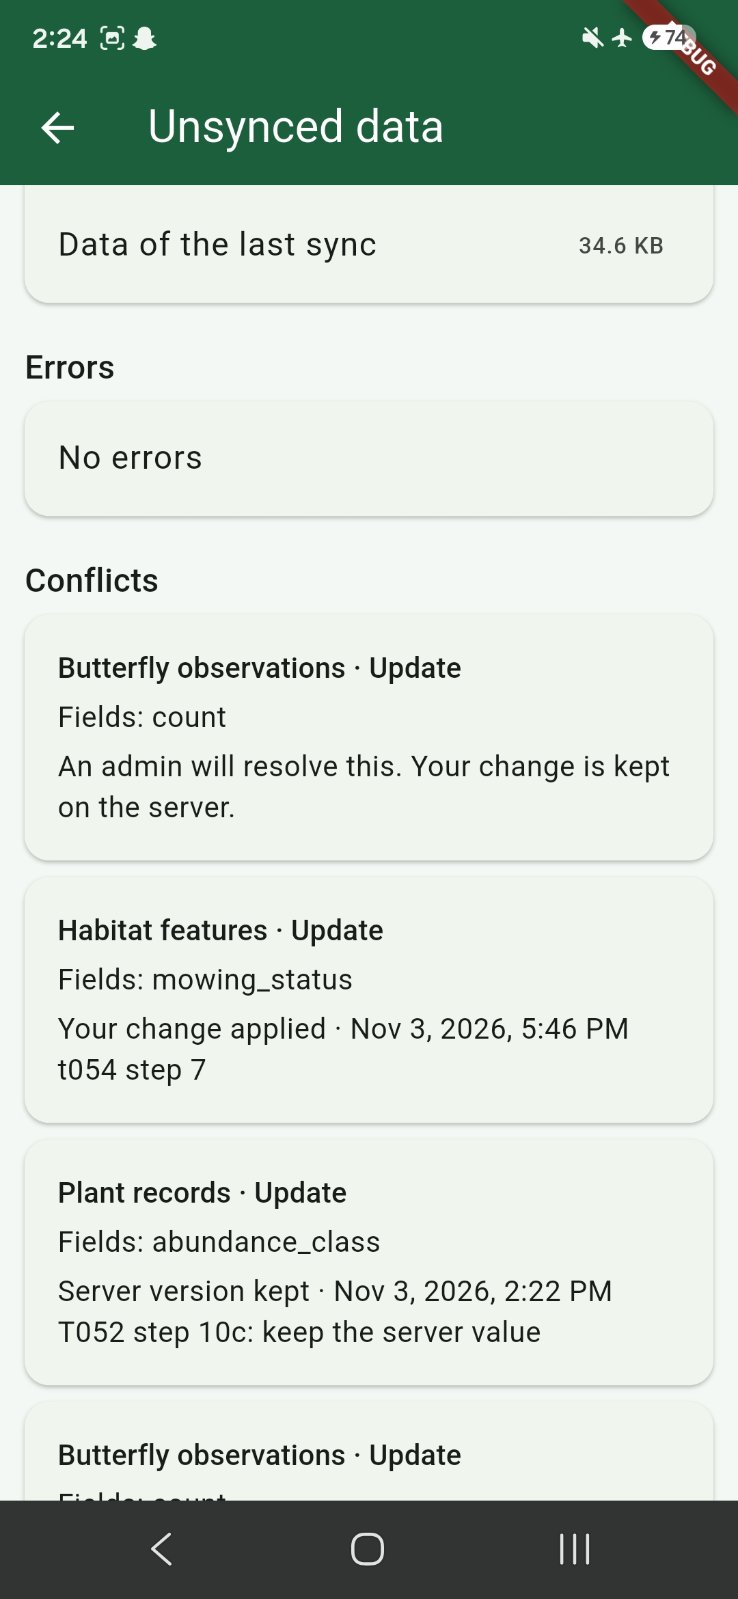 2:24
74
BUG
Unsynced data
Data of the last sync 34.6 KB
Errors
No errors
Conflicts
Butterfly observations · Update
Fields: count
An admin will resolve this. Your change is kept
on the server.
Habitat features · Update
Fields: mowing_status
Your change applied · Nov 3, 2026, 5:46 PM
t054 step 7
Plant records · Update
Fields: abundance_class
Server version kept · Nov 3, 2026, 2:22 PM
T052 step 10c: keep the server value
Butterfly observations · Update
Fields: count